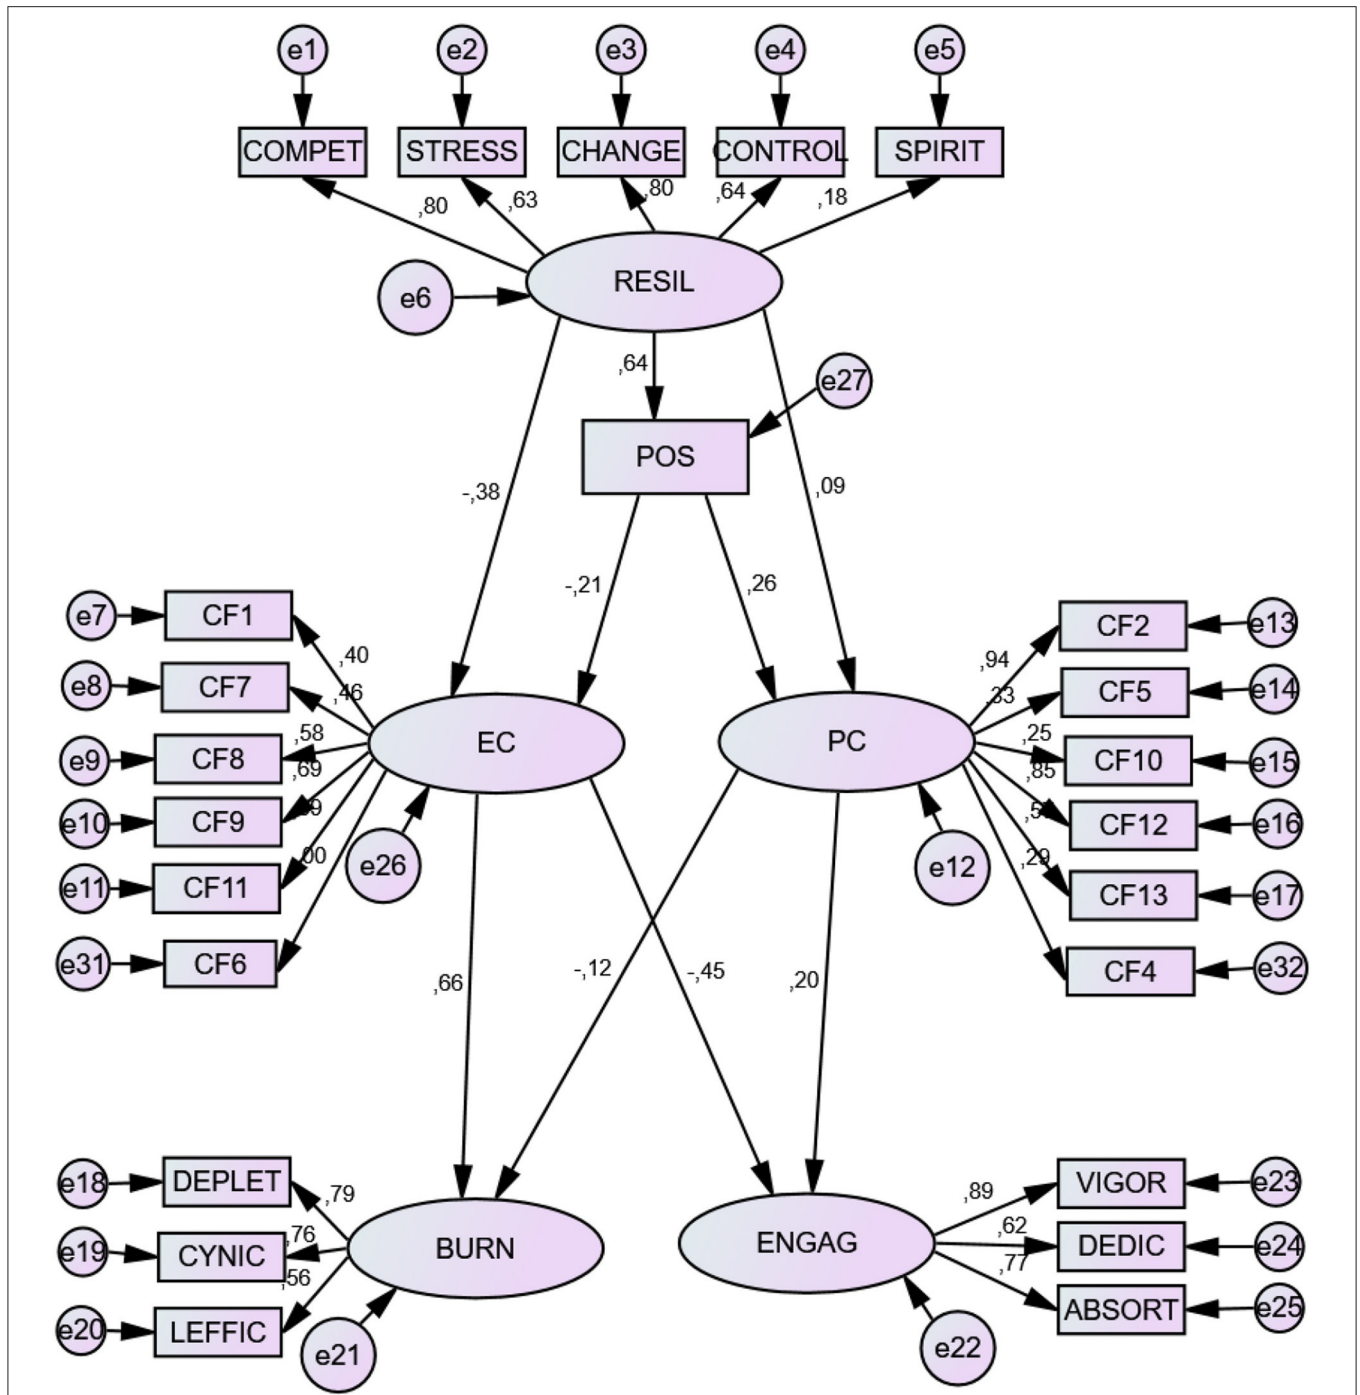 e1 e2 e3 e4 e5
COMPET STRESS CHANGE CONTROL SPIRIT
,80 ,63 ,80 ,64 ,18
RESIL
e6
,64
e27
POS
-,38 ,09
-,21 ,26
e7 CF1
,40
e8 CF7
,46
e9 CF8
,58
,69
e10 CF9
e11 CF11
,00
e31 CF6
EC
e26
PC
e12
,94
CF2 e13
,33
CF5 e14
,25
CF10 e15
,85
CF12 e16
,29
CF13 e17
CF4 e32
,66 -,12 -,45 ,20
e18 DEPLET
,79
e19 CYNIC
,76
e20 LEFFIC
,56
BURN
e21
ENGAG
e22
,89
VIGOR e23
,62
DEDIC e24
,77
ABSORT e25